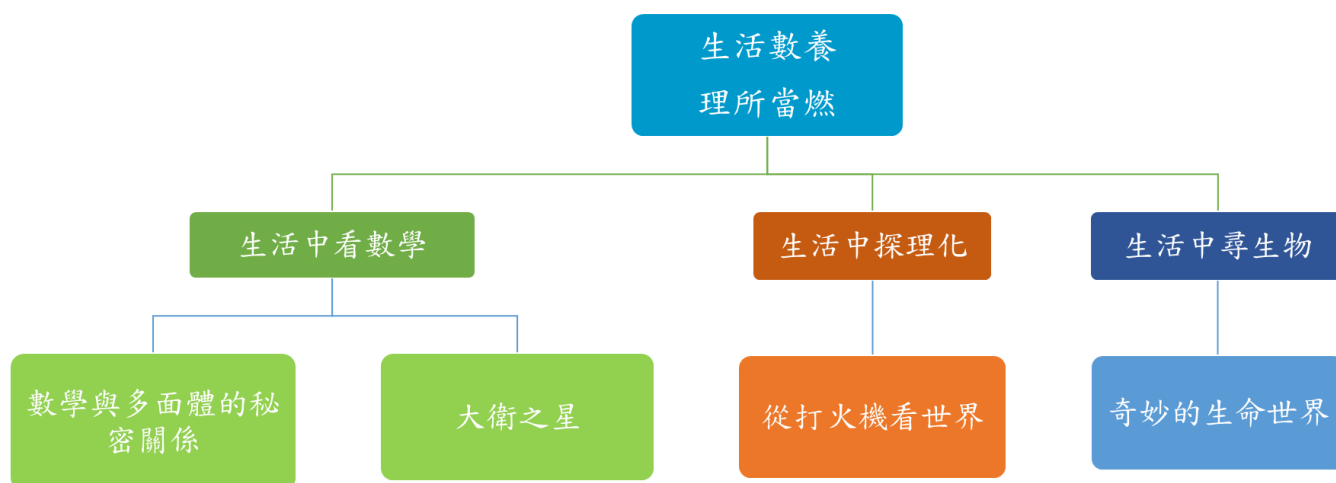 生活數養
理所當燃
生活中看數學
生活中探理化
生活中尋生物
數學與多面體的秘
密關係
大衛之星
從打火機看世界
奇妙的生命世界